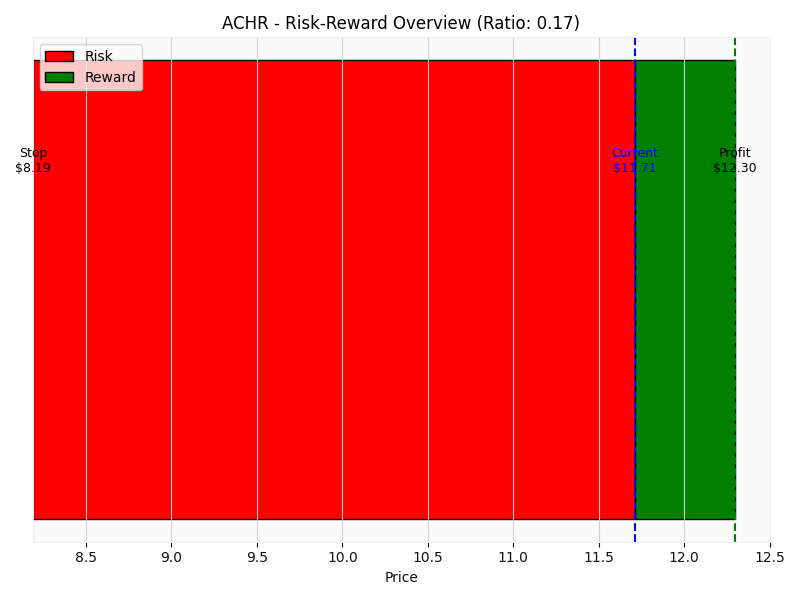 ACHR - Risk-Reward Overview (Ratio: 0.17)
Risk
Reward
Stop
$8.19
Current
$11.71
Profit
$12.30
8.5
9.0
9.5
10.0
10.5
11.0
11.5
12.0
12.5
Price